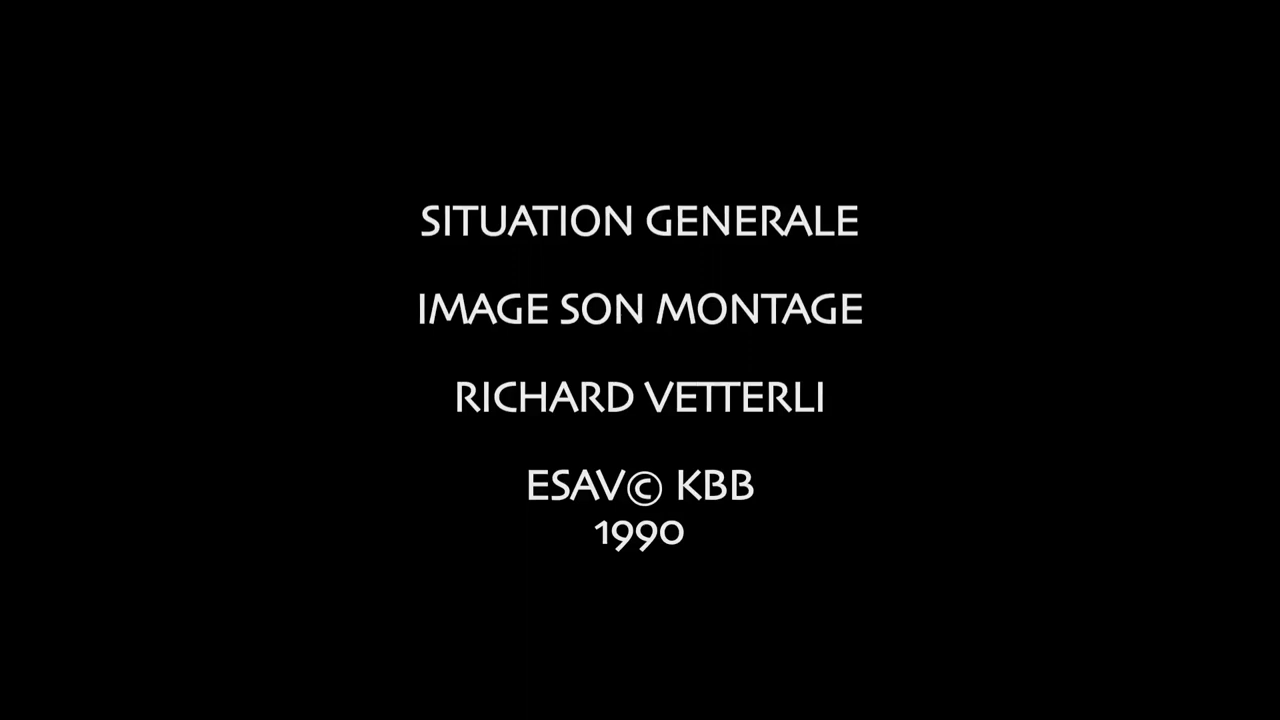 SITUATION GENERALE
IMAGE SON MONTAGE
RICHARD VETTERLI
ESAV© KBB
1990